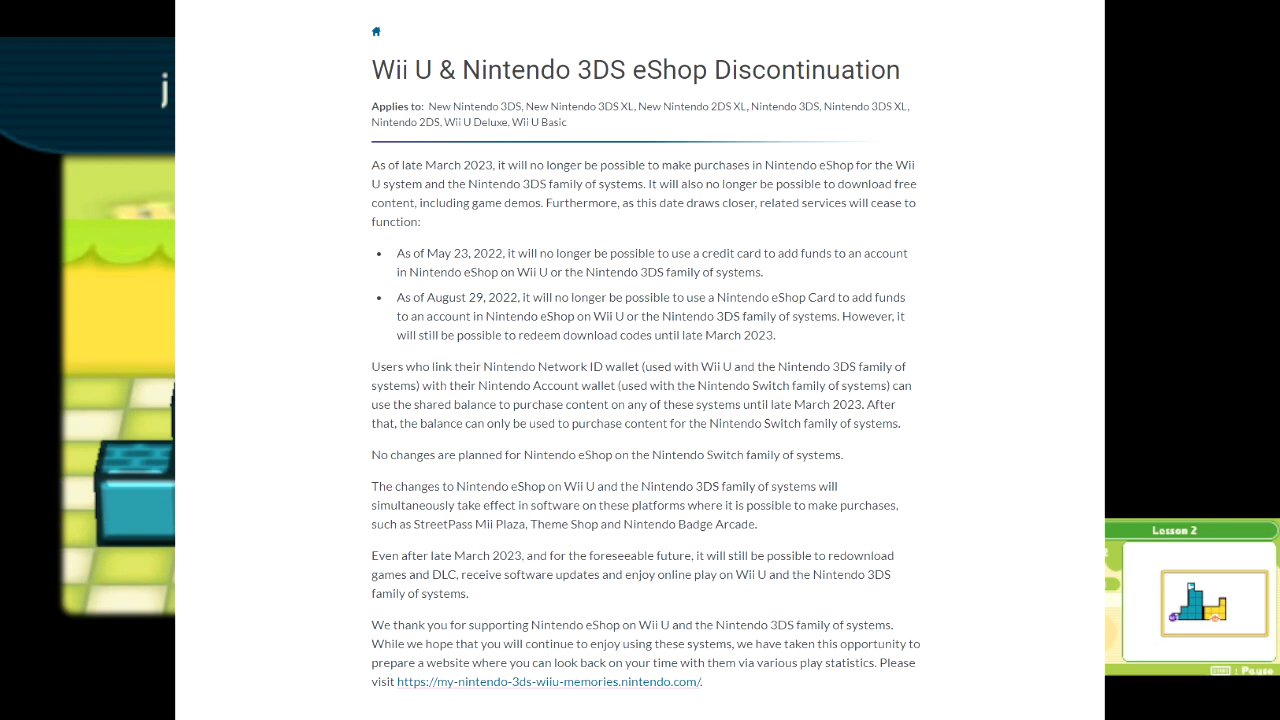 Wii U & Nintendo 3DS eShop Discontinuation
Applies to: New Nintendo 3DS, New Nintendo 3DS XL, New Nintendo 2DS XL, Nintendo 3DS, Nintendo 3DS XL,
Nintendo 2DS, Wii U Deluxe, Wii U Basic
As of late March 2023, it will no longer be possible to make purchases in Nintendo eShop for the Wii
U system and the Nintendo 3DS family of systems. It will also no longer be possible to download free
content, including game demos. Furthermore, as this date draws closer, related services will cease to
function:
• As of May 23, 2022, it will no longer be possible to use a credit card to add funds to an account
in Nintendo eShop on Wii U or the Nintendo 3DS family of systems.
• As of August 29, 2022, it will no longer be possible to use a Nintendo eShop Card to add funds
to an account in Nintendo eShop on Wii U or the Nintendo 3DS family of systems. However, it
will still be possible to redeem download codes until late March 2023.
Users who link their Nintendo Network ID wallet (used with Wii U and the Nintendo 3DS family of
systems) with their Nintendo Account wallet (used with the Nintendo Switch family of systems) can
use the shared balance to purchase content on any of these systems until late March 2023. After
that, the balance can only be used to purchase content for the Nintendo Switch family of systems.
No changes are planned for Nintendo eShop on the Nintendo Switch family of systems.
The changes to Nintendo eShop on Wii U and the Nintendo 3DS family of systems will
simultaneously take effect in software on these platforms where it is possible to make purchases,
such as StreetPass Mii Plaza, Theme Shop and Nintendo Badge Arcade.
Even after late March 2023, and for the foreseeable future, it will still be possible to redownload
games and DLC, receive software updates and enjoy online play on Wii U and the Nintendo 3DS
family of systems.
We thank you for supporting Nintendo eShop on Wii U and the Nintendo 3DS family of systems.
While we hope that you will continue to enjoy using these systems, we have taken this opportunity to
prepare a website where you can look back on your time with them via various play statistics. Please
visit https://my-nintendo-3ds-wiiu-memories.nintendo.com/.
j
Lesson 2
START : Pause